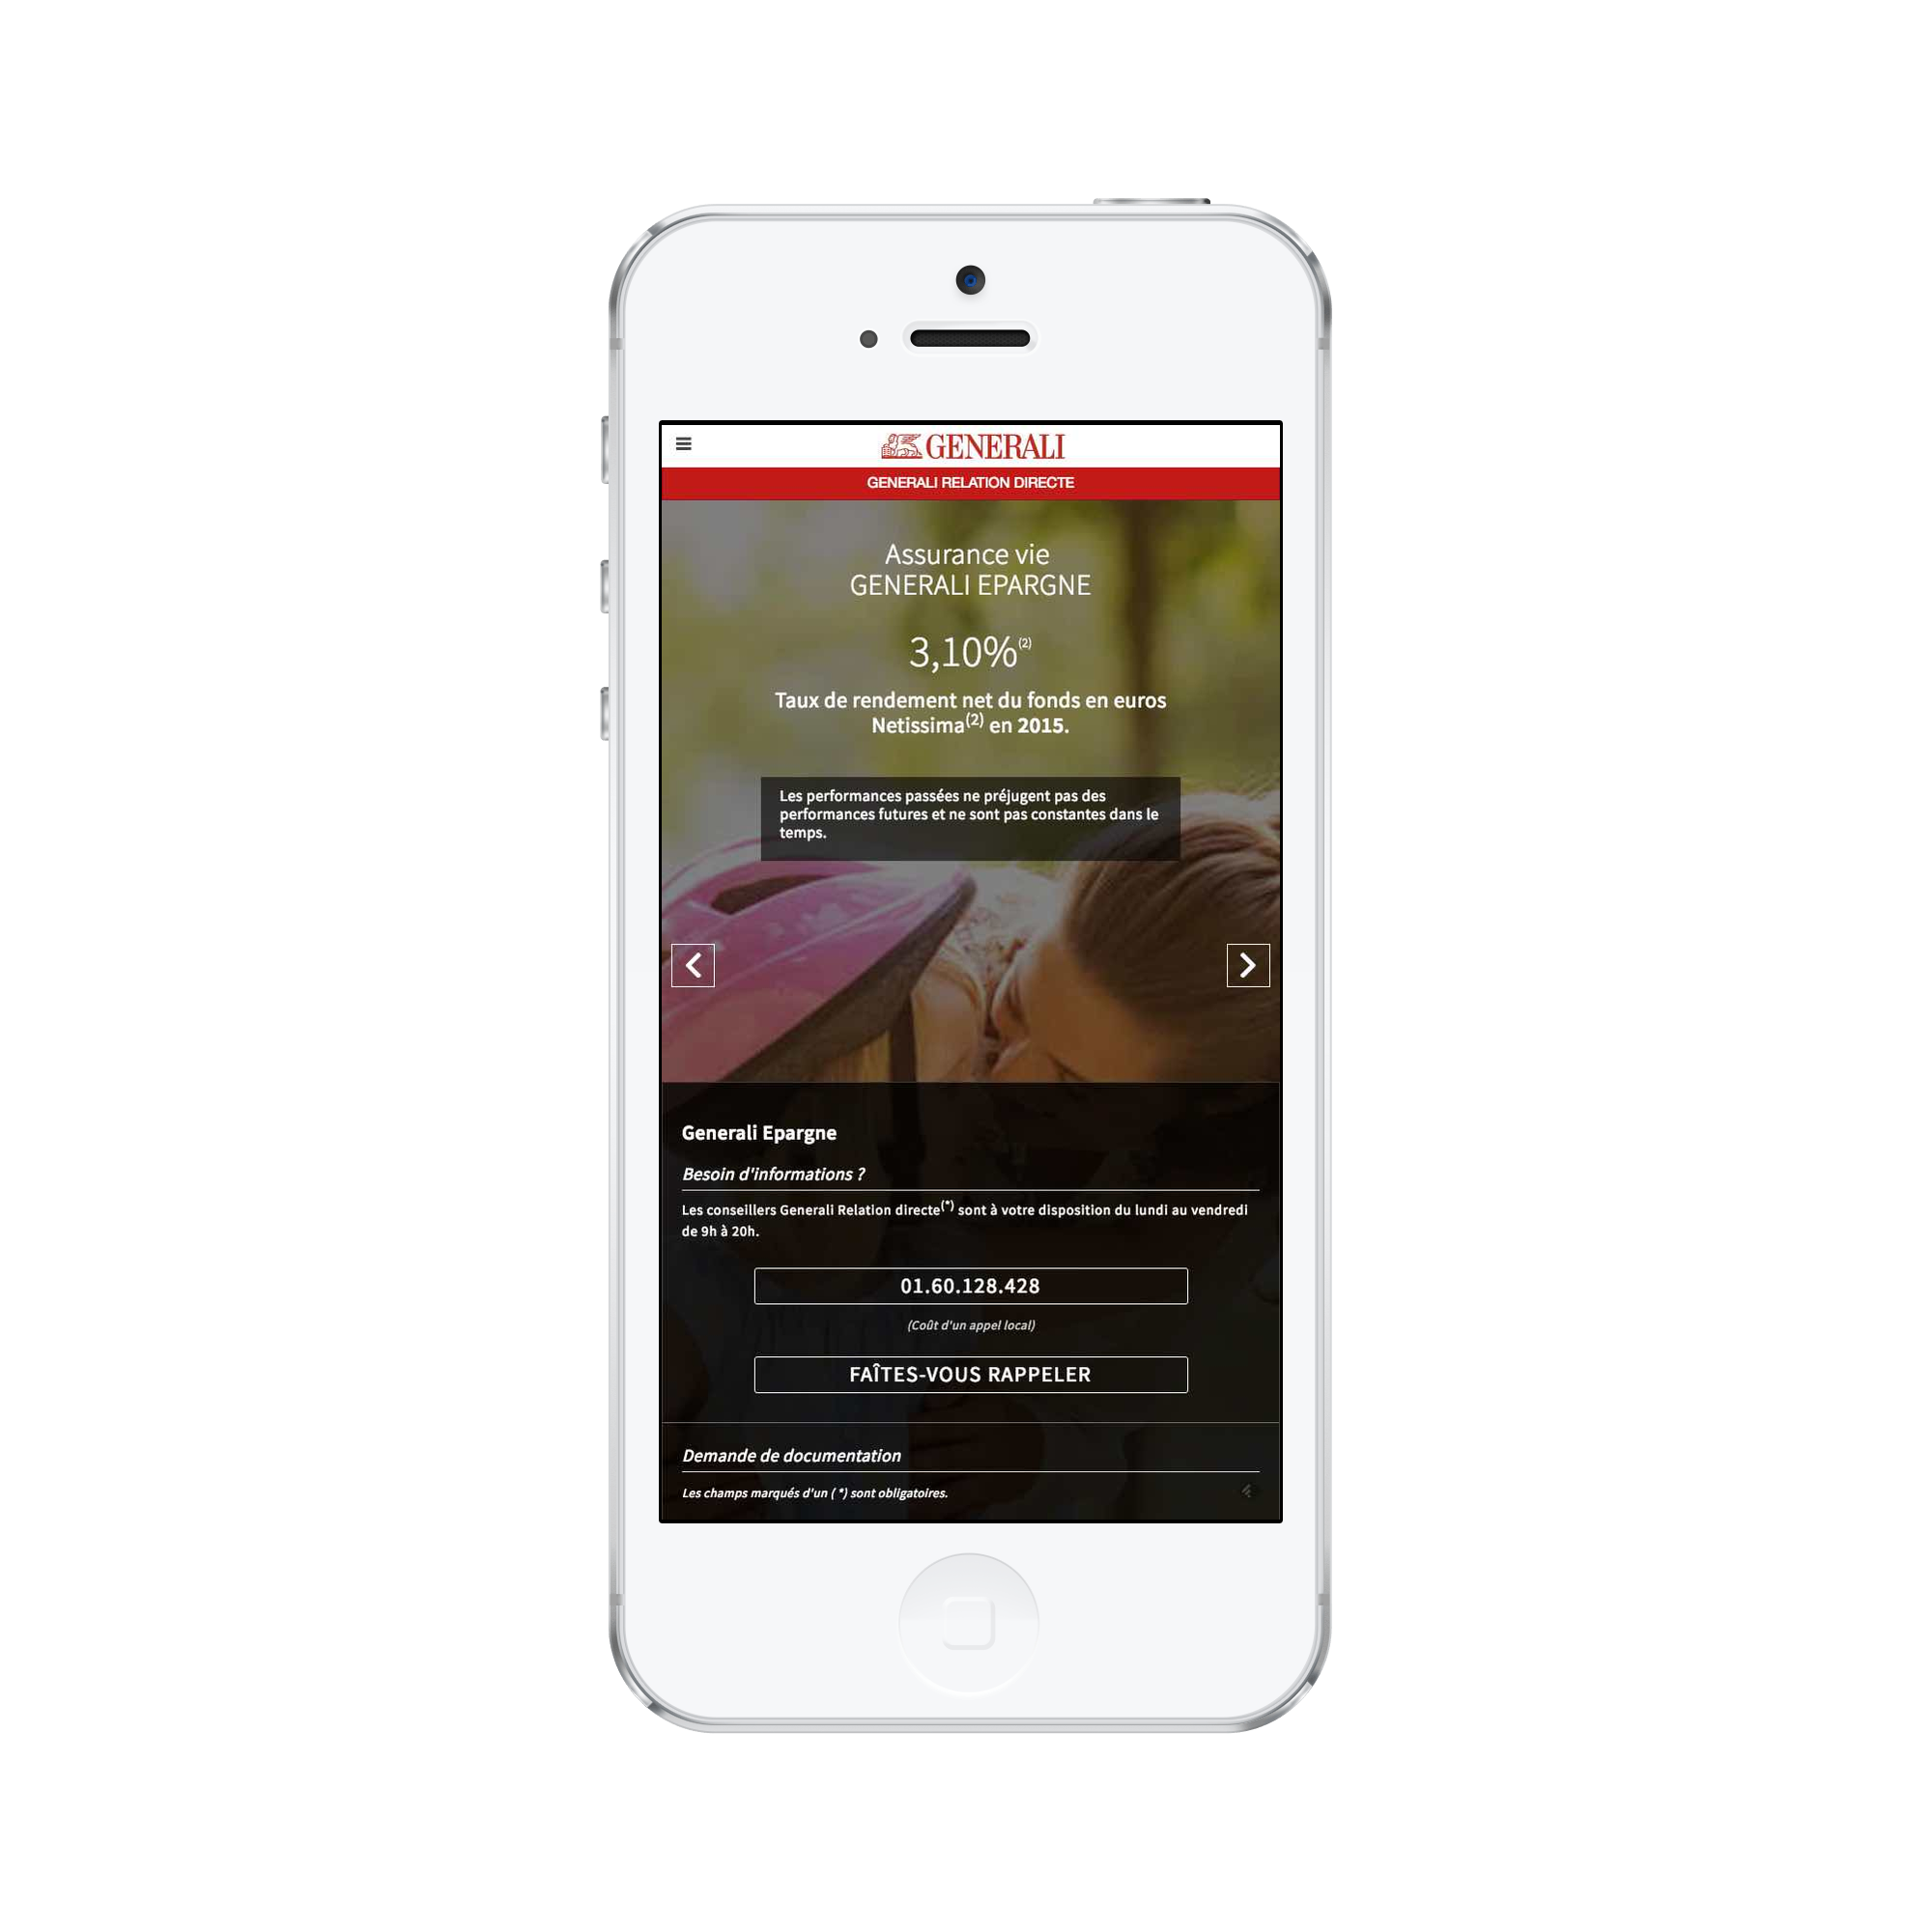 GENERALI
GENERALI RELATION DIRECTE
Assurance vie
GENERALI EPARGNE
3,10%(2)
Taux de rendement net du fonds en euros
Netissima(2) en 2015.
Les performances passées ne préjugent pas des
performances futures et ne sont pas constantes dans le
temps.
Generali Epargne
Besoin d'informations ?
Les conseillers Generali Relation directe(*) sont à votre disposition du lundi au vendredi
de 9h à 20h.
01.60.128.428
(Coût d'un appel local)
FAÎTES-VOUS RAPPELER
Demande de documentation
Les champs marqués d'un ( *) sont obligatoires.